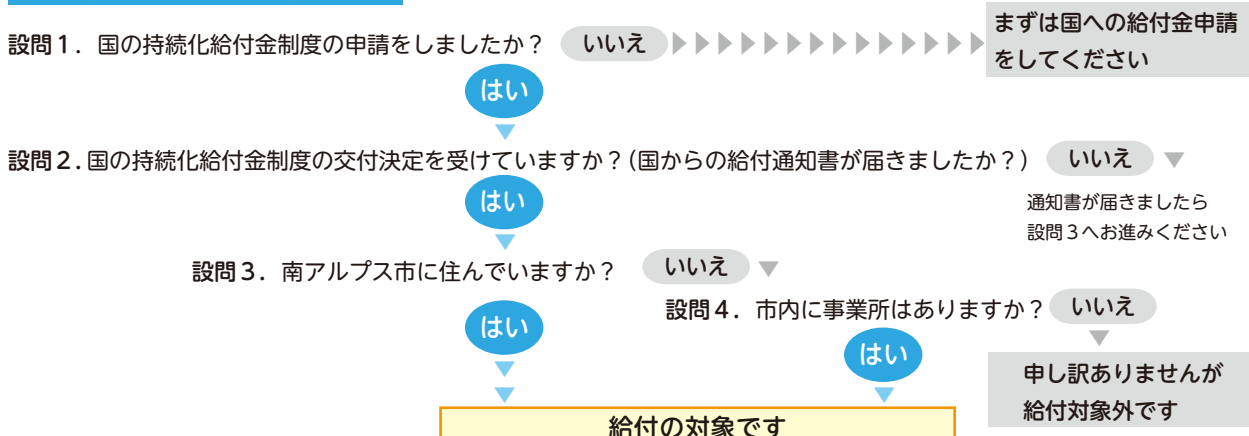 設問１．国の持続化給付金制度の申請をしましたか？ いいえ
まずは国への給付金申請
をしてください
はい
設問２.国の持続化給付金制度の交付決定を受けていますか？(国からの給付通知書が届きましたか？) いいえ
はい
通知書が届きましたら
設問３へお進みください
設問３．南アルプス市に住んでいますか？ いいえ
はい
設問４．市内に事業所はありますか？ いいえ
はい
申し訳ありませんが
給付対象外です
給付の対象です